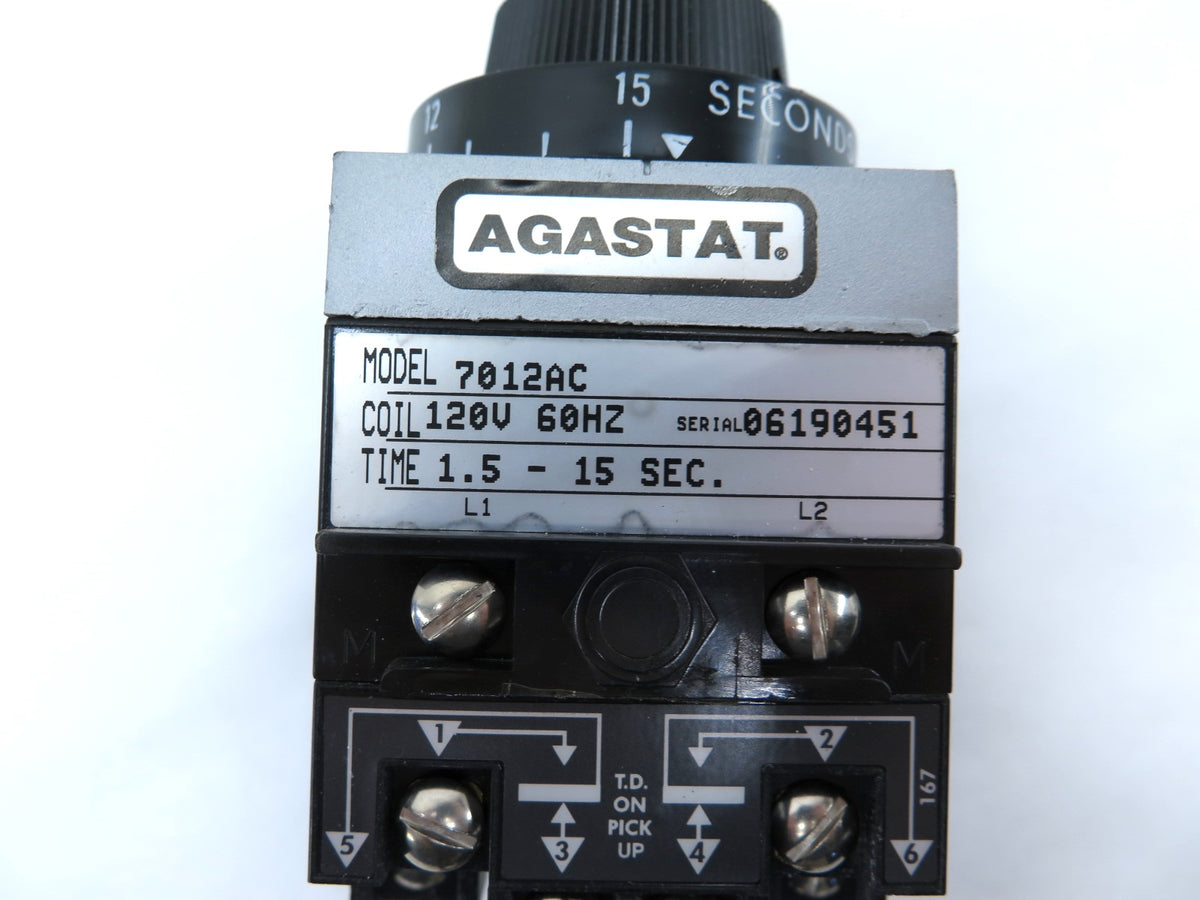 12 15 SECONDS
AGASTAT®
MODEL 7012AC
COIL 120V 60HZ SERIAL 06190451
TIME 1.5 - 15 SEC.
L1 L2
M M
1 2
T.D.
ON
PICK
UP
167
5 3 4 6